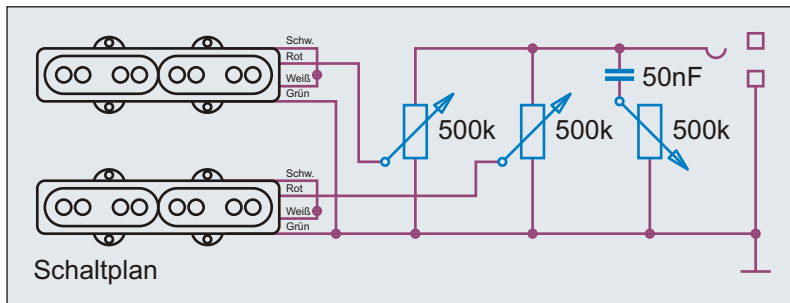 Schw.
Rot
Weiß
Grün
50nF
500k
500k
500k
Schw.
Rot
Weiß
Grün
Schaltplan